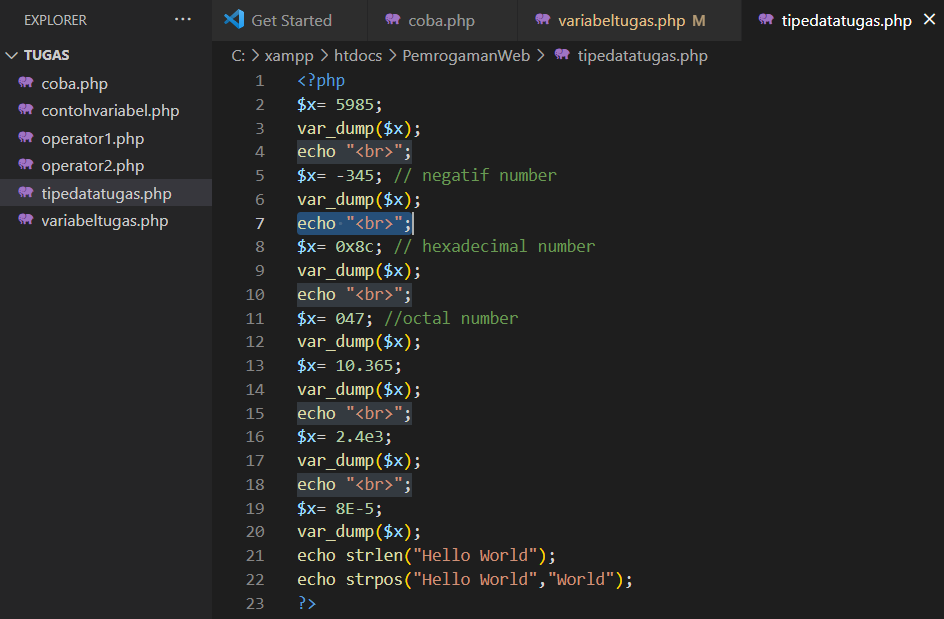 EXPLORER ...
TUGAS
coba.php
contohvariabel.php
operator1.php
operator2.php
tipedatatugas.php
variabeltugas.php
Get Started coba.php variabeltugas.php M tipedatatugas.php
C: > xampp > htdocs > PemrogamanWeb > tipedatatugas.php
1 <?php
2 $x= 5985;
3 var_dump($x);
4 echo "<br>";
5 $x= -345; // negatif number
6 var_dump($x);
7 echo "<br>";
8 $x= 0x8c; // hexadecimal number
9 var_dump($x);
10 echo "<br>";
11 $x= 047; //octal number
12 var_dump($x);
13 $x= 10.365;
14 var_dump($x);
15 echo "<br>";
16 $x= 2.4e3;
17 var_dump($x);
18 echo "<br>";
19 $x= 8E-5;
20 var_dump($x);
21 echo strlen("Hello World");
22 echo strpos("Hello World","World");
23 ?>